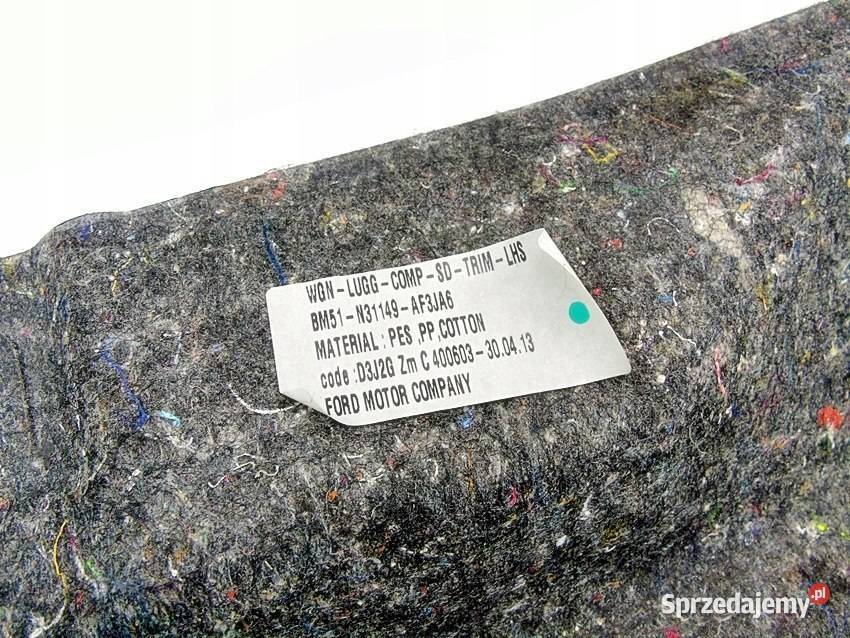 WGN-LUGG-COMP-SD-TRIM-LHS
BM51-N31149-AF3JA6
MATERIAL : PES ,PP,COTTON
code :D3J2G Zm C 400603-30.04.13
FORD MOTOR COMPANY
Sprzedajemy.pl